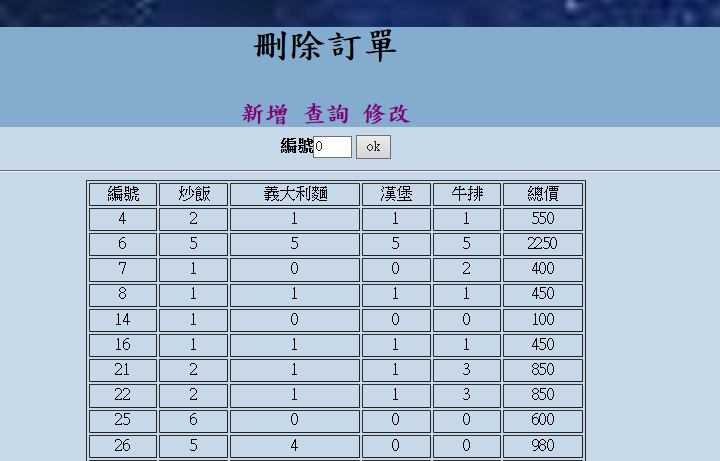 刪除訂單
新增 查詢 修改
編號 0 ok
編號 炒飯 義大利麵 漢堡 牛排 總價
4 2 1 1 1 550
6 5 5 5 5 2250
7 1 0 0 2 400
8 1 1 1 1 450
14 1 0 0 0 100
16 1 1 1 1 450
21 2 1 1 3 850
22 2 1 1 3 850
25 6 0 0 0 600
26 5 4 0 0 980